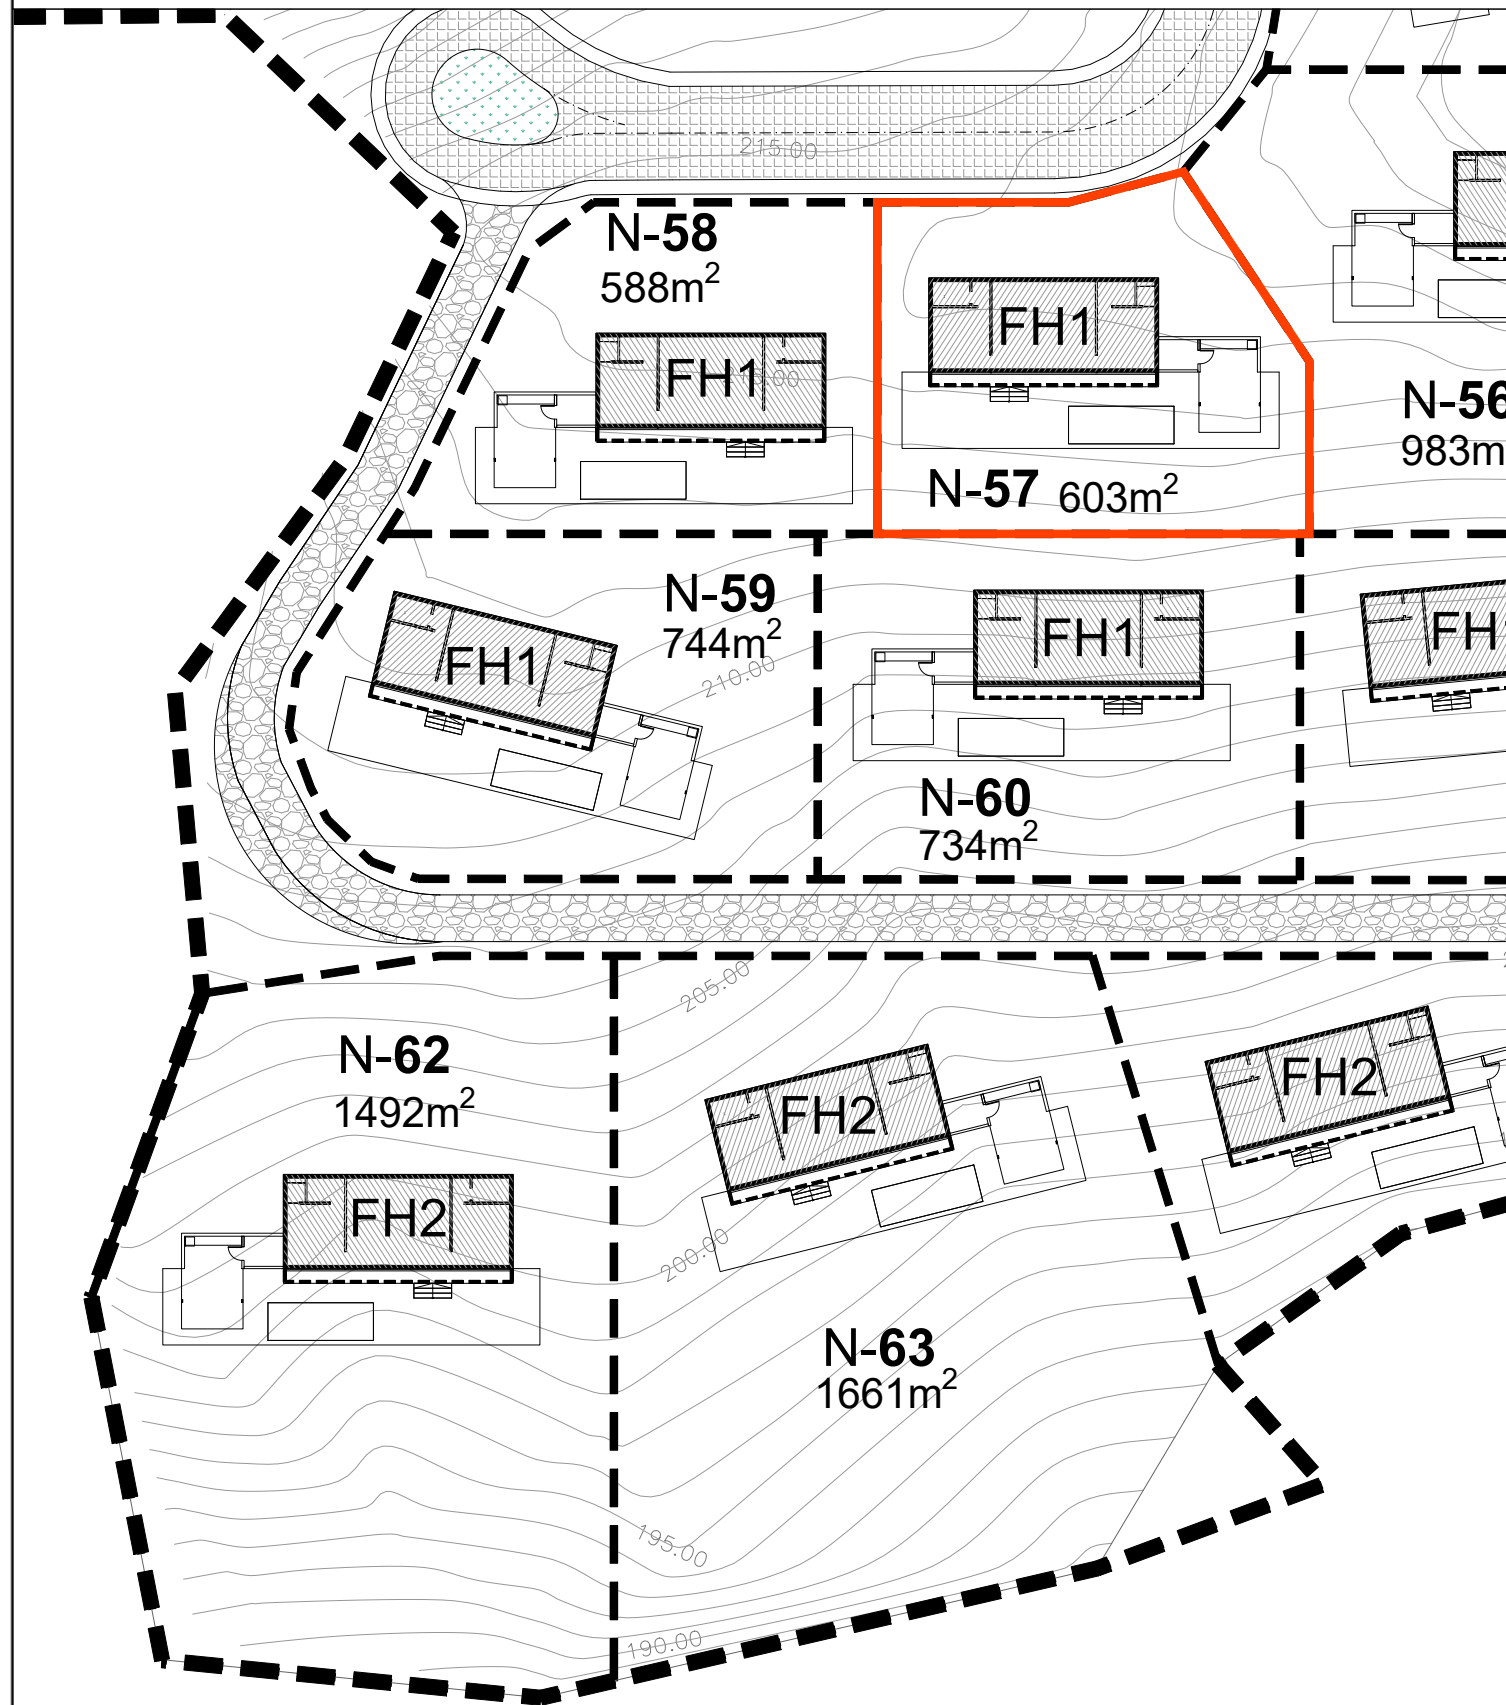 215.00
N-58
588m²
FH1
FH1
N-56
983m
N-57 603m²
N-59
744m²
FH1
210.00
FH1
FH
N-60
734m²
205.00
N-62
1492m²
FH2
FH2
FH2
200.00
N-63
1661m²
195.00
190.00